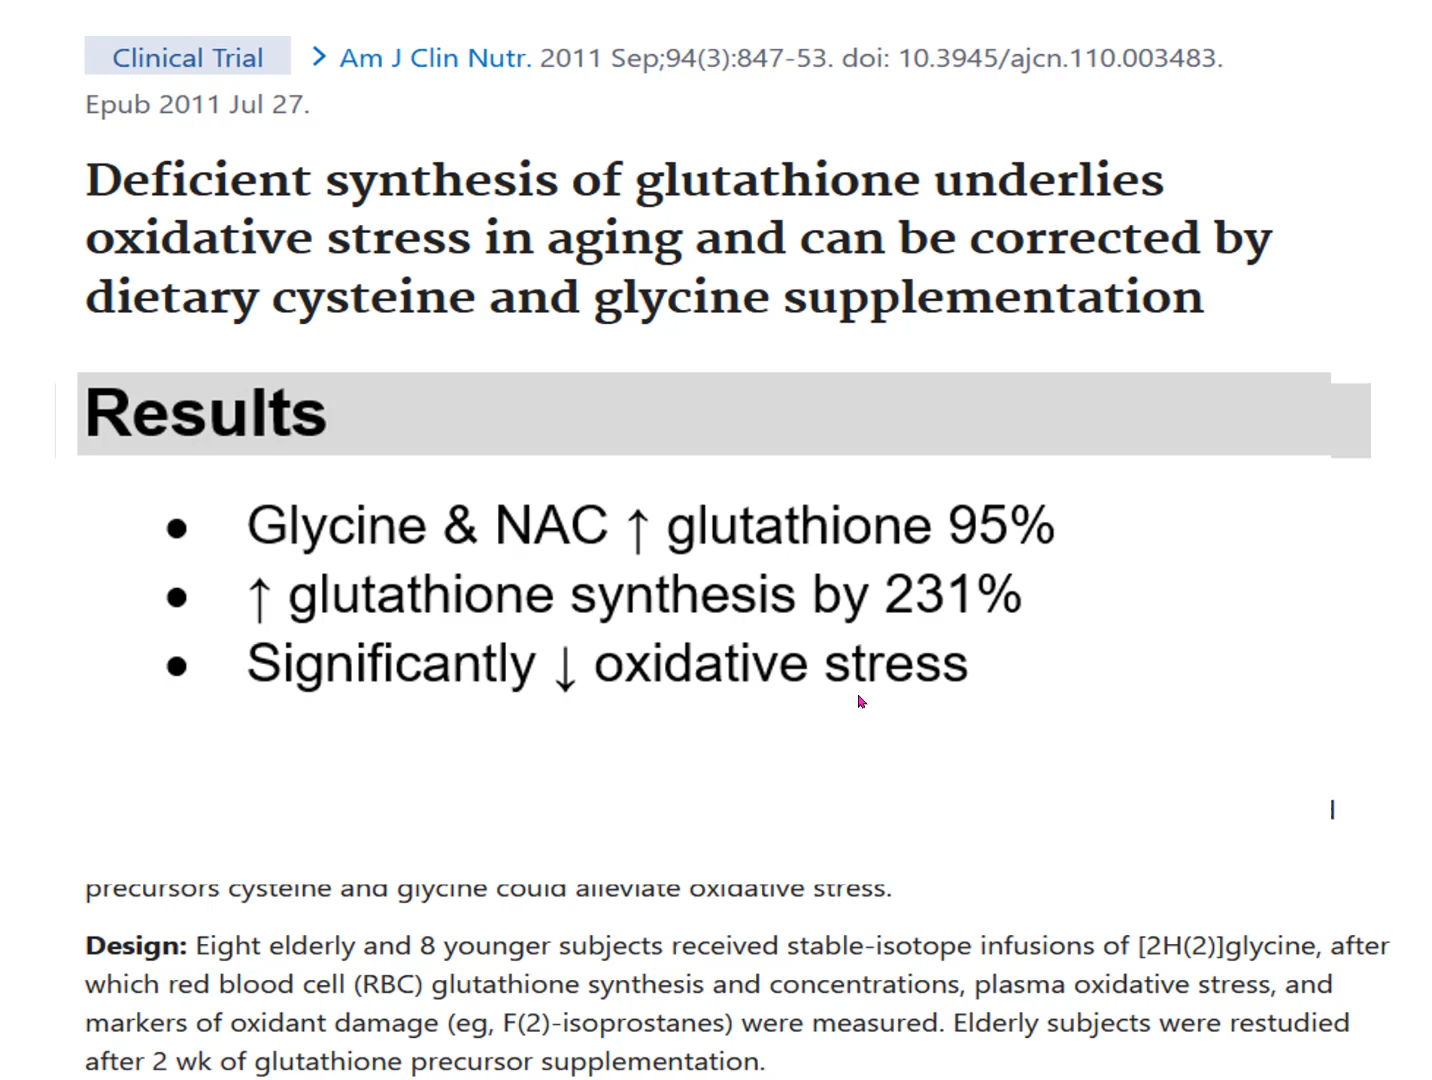 Clinical Trial > Am J Clin Nutr. 2011 Sep;94(3):847-53. doi: 10.3945/ajcn.110.003483.
Epub 2011 Jul 27.
Deficient synthesis of glutathione underlies
oxidative stress in aging and can be corrected by
dietary cysteine and glycine supplementation
Results
• Glycine & NAC ↑ glutathione 95%
• ↑ glutathione synthesis by 231%
• Significantly ↓ oxidative stress
precursors cysteine and glycine could alleviate oxidative stress.
Design: Eight elderly and 8 younger subjects received stable-isotope infusions of [2H(2)]glycine, after
which red blood cell (RBC) glutathione synthesis and concentrations, plasma oxidative stress, and
markers of oxidant damage (eg, F(2)-isoprostanes) were measured. Elderly subjects were restudied
after 2 wk of glutathione precursor supplementation.